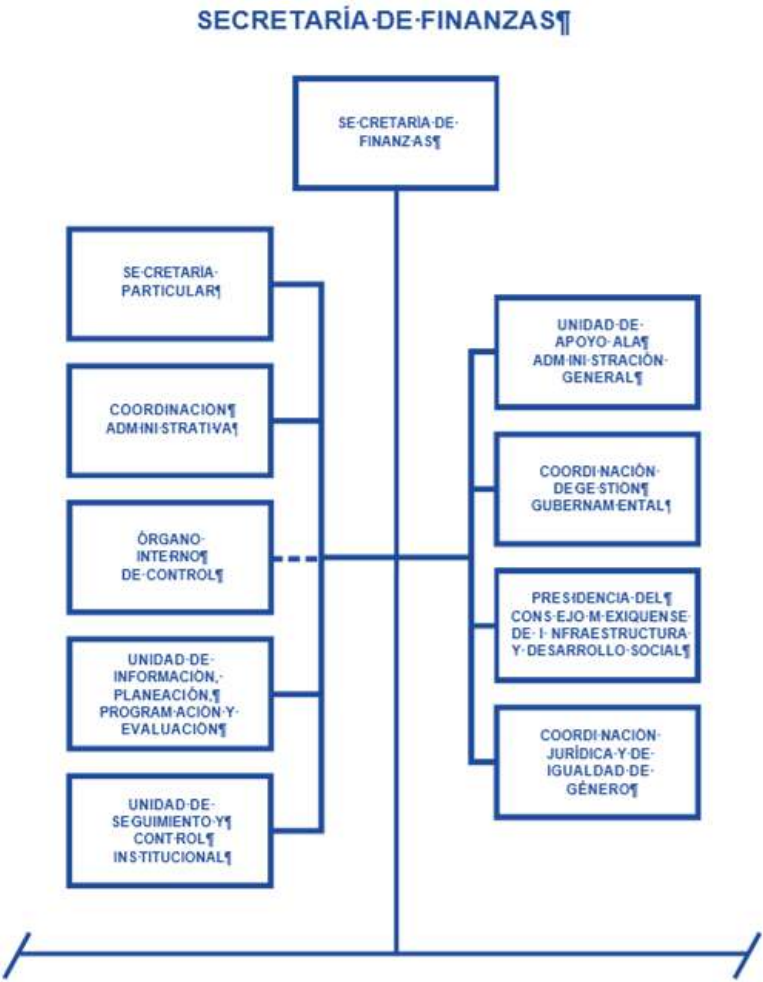 SECRETARÍA·DE·FINANZAS¶
SECRETARÍA·DE·
FINANZAS¶
SECRETARÍA·
PARTICULAR¶
COORDINACIÓN¶
ADMINISTRATIVA¶
ÓRGANO·
INTERNO¶
DE·CONTROL¶
UNIDAD·DE·
INFORMACIÓN,·
PLANEACIÓN,¶
PROGRAMACIÓN·Y·
EVALUACIÓN¶
UNIDAD·DE·
SEGUIMIENTO·Y¶
CONTROL¶
INSTITUCIONAL¶
UNIDAD·DE·
APOYO·ALA¶
ADMINISTRACIÓN·
GENERAL¶
COORDINACIÓN·
DEGESTIÓN¶
GUBERNAMENTAL¶
PRESIDENCIA·DEL¶
CONSEJO·MEXIQUENSE·
DE·INFRAESTRUCTURA·
Y·DESARROLLO·SOCIAL¶
COORDINACIÓN·
JURÍDICA·Y·DE·
IGUALDAD·DE·
GÉNERO¶